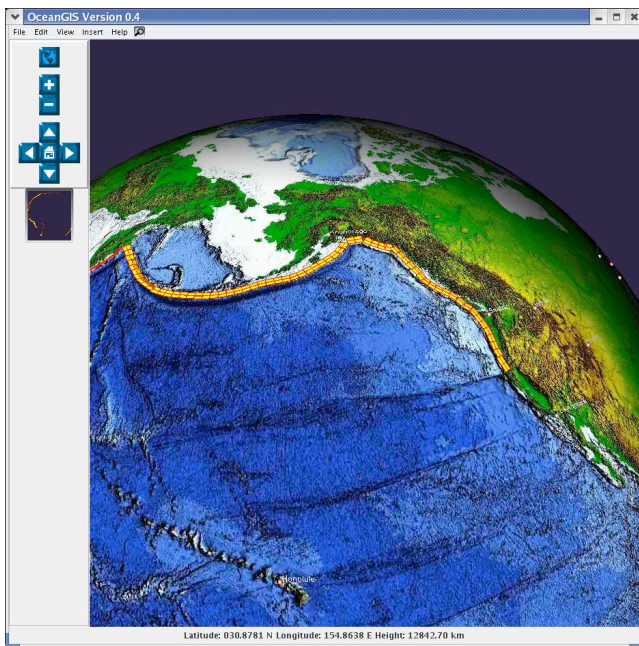 OceanGIS Version 0.4
File Edit View Insert Help
Anchorage
Honolulu
Latitude: 030.8781 N Longitude: 154.8638 E Height: 12842.70 km